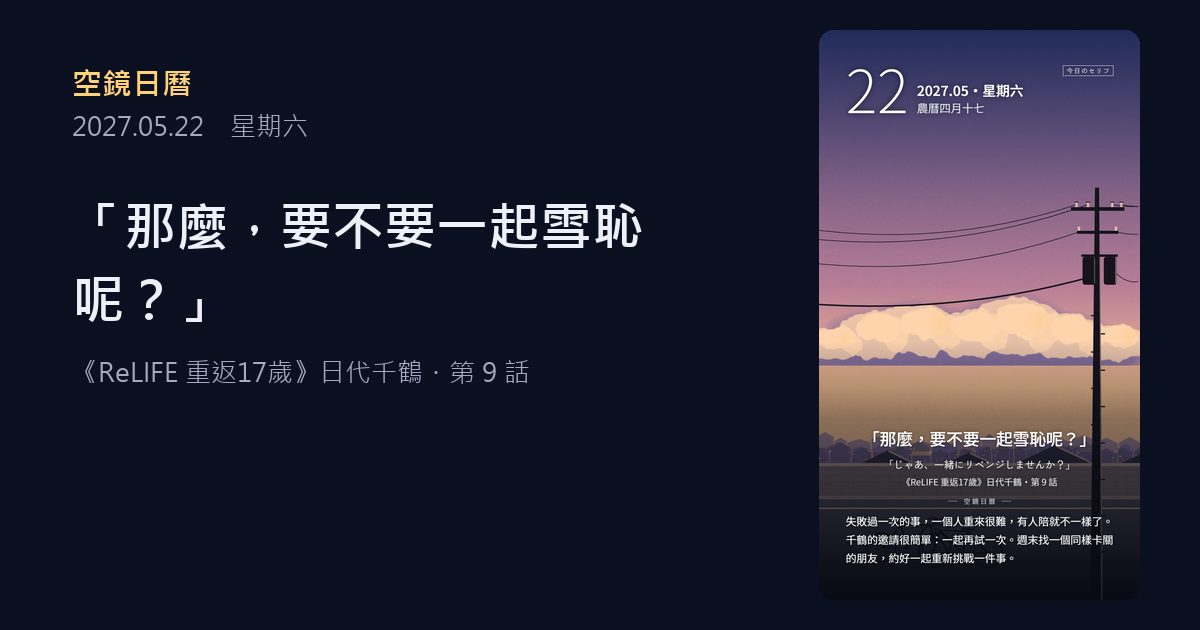 空鏡日曆
2027.05.22 星期六
「那麼，要不要一起雪恥
呢？」
《ReLIFE 重返17歲》日代千鶴・第 9 話
22
2027.05・星期六
農曆四月十七
今日のセリフ
「那麼，要不要一起雪恥呢？」
「じゃあ、一緒にリベンジしませんか？」
《ReLIFE 重返17歲》日代千鶴・第 9 話
— 空鏡日曆 —
失敗過一次的事，一個人重來很難，有人陪就不一樣了。
千鶴的邀請很簡單：一起再試一次。週末找一個同樣卡關
的朋友，約好一起重新挑戰一件事。